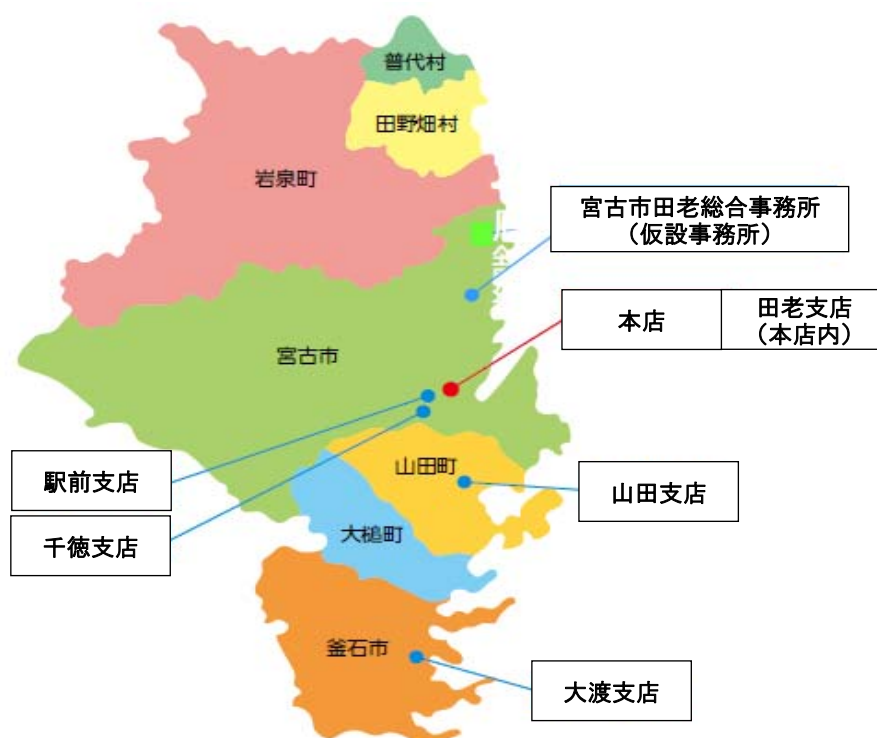 普代村
田野畑村
岩泉町
宮古市田老総合事務所
（仮設事務所）
本店
田老支店
（本店内）
宮古市
駅前支店
山田町
山田支店
千徳支店
大槌町
釜石市
大渡支店